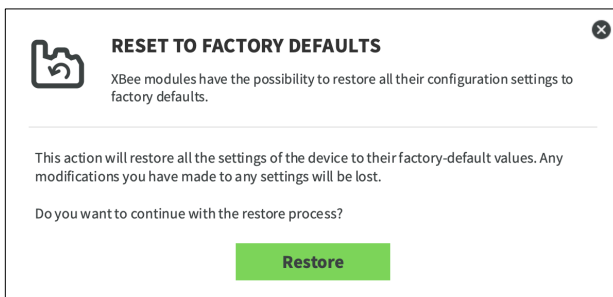 RESET TO FACTORY DEFAULTS
XBee modules have the possibility to restore all their configuration settings to
factory defaults.
This action will restore all the settings of the device to their factory-default values. Any
modifications you have made to any settings will be lost.
Do you want to continue with the restore process?
Restore